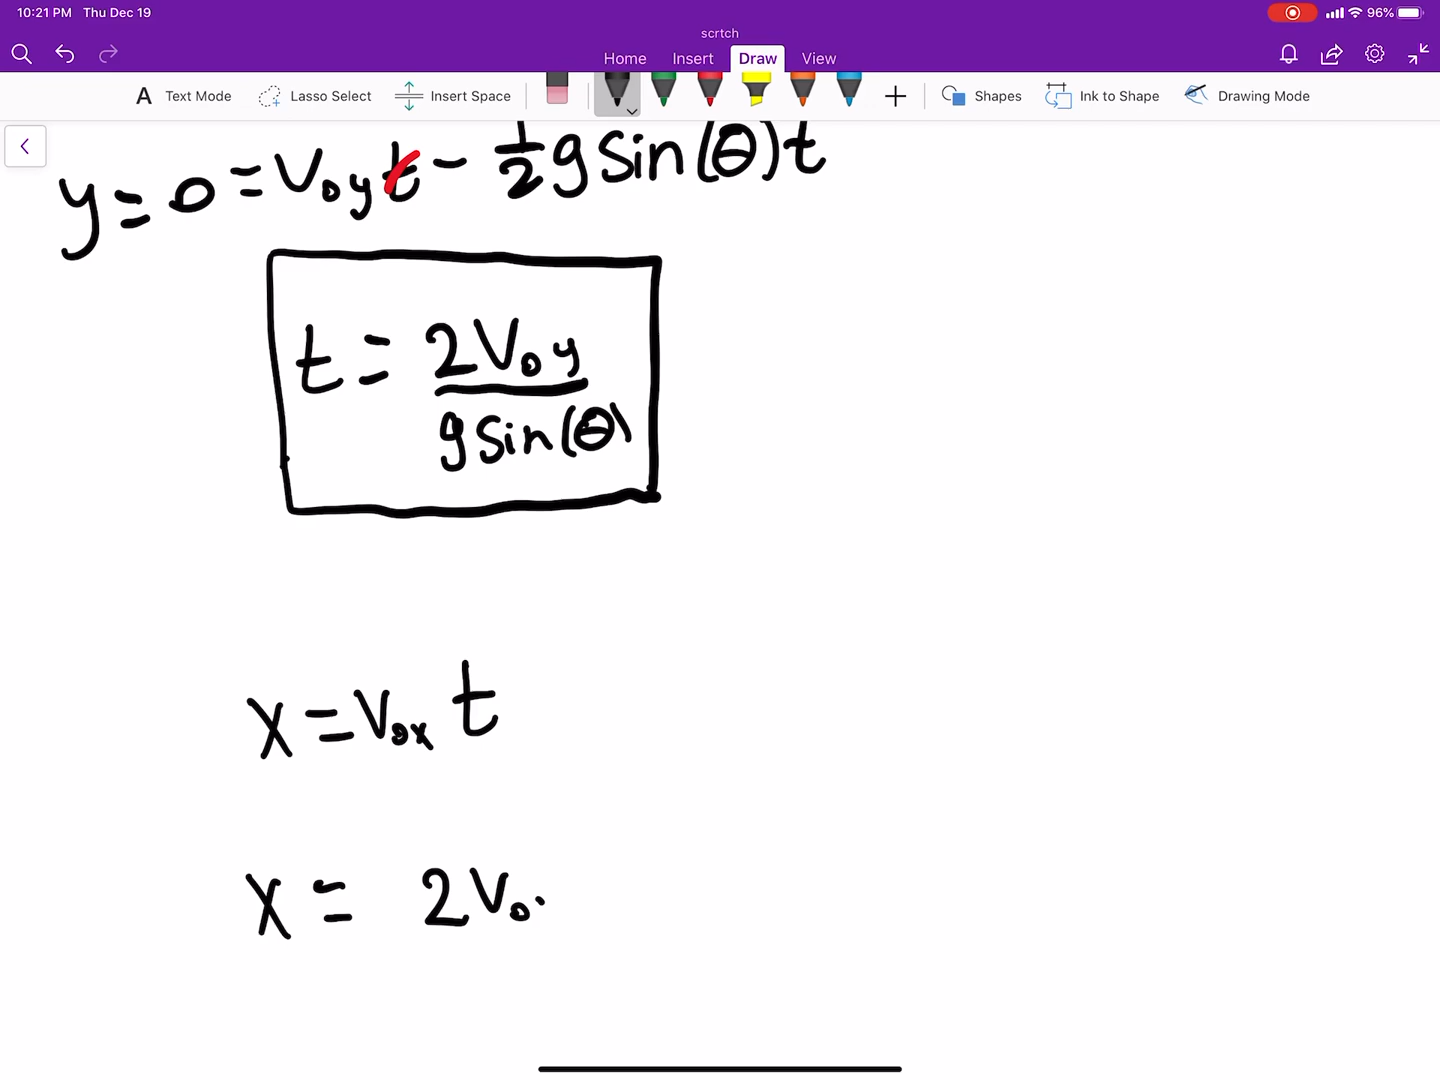 10:21 PM Thu Dec 19 96%
scrtch
Home Insert Draw View
A Text Mode Lasso Select Insert Space Shapes Ink to Shape Drawing Mode
y = 0 = V₀y t - 1/2 g sin(θ) t
t = 2V₀y / g sin(θ)
x = V₀x t
x = 2V₀